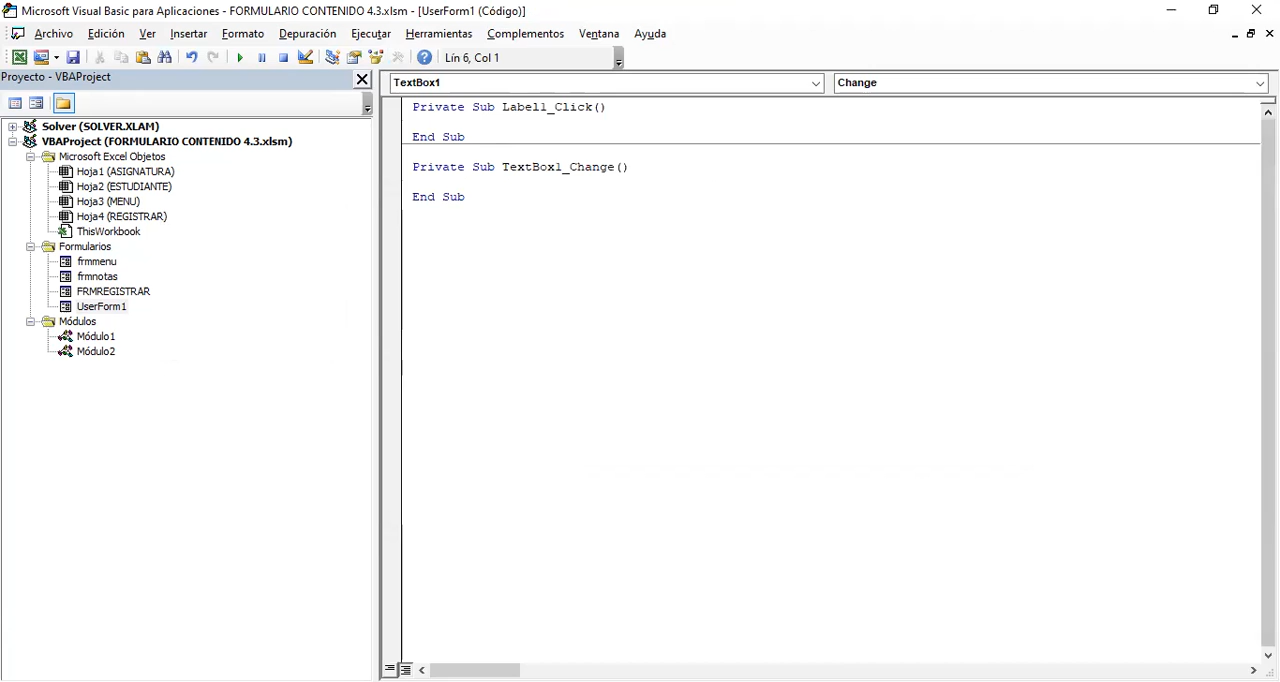 Microsoft Visual Basic para Aplicaciones - FORMULARIO CONTENIDO 4.3.xlsm - [UserForm1 (Código)]
Archivo Edición Ver Insertar Formato Depuración Ejecutar Herramientas Complementos Ventana Ayuda
Lín 6, Col 1
Proyecto - VBAProject
Solver (SOLVER.XLAM)
VBAProject (FORMULARIO CONTENIDO 4.3.xlsm)
Microsoft Excel Objetos
Hoja1 (ASIGNATURA)
Hoja2 (ESTUDIANTE)
Hoja3 (MENU)
Hoja4 (REGISTRAR)
ThisWorkbook
Formularios
frmmenu
frmnotas
FRMREGISTRAR
UserForm1
Módulos
Módulo1
Módulo2
TextBox1 Change
Private Sub Label1_Click()
End Sub
Private Sub TextBox1_Change()
End Sub